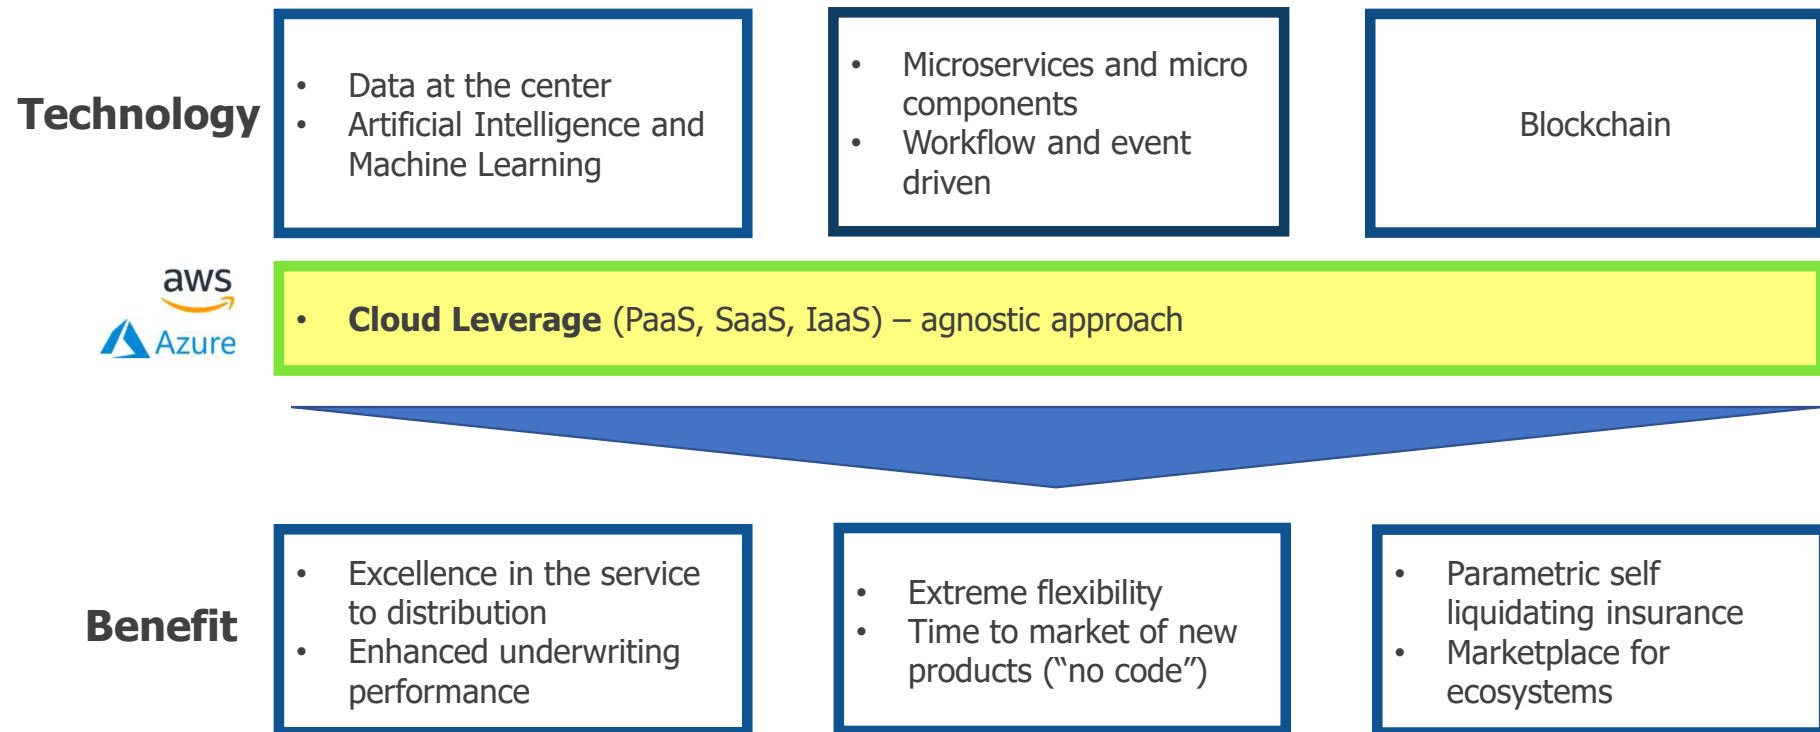 Technology
• Data at the center
• Artificial Intelligence and
Machine Learning
• Microservices and micro
components
• Workflow and event
driven
Blockchain
aws
Azure
• Cloud Leverage (PaaS, SaaS, IaaS) – agnostic approach
Benefit
• Excellence in the service
to distribution
• Enhanced underwriting
performance
• Extreme flexibility
• Time to market of new
products (“no code”)
• Parametric self
liquidating insurance
• Marketplace for
ecosystems